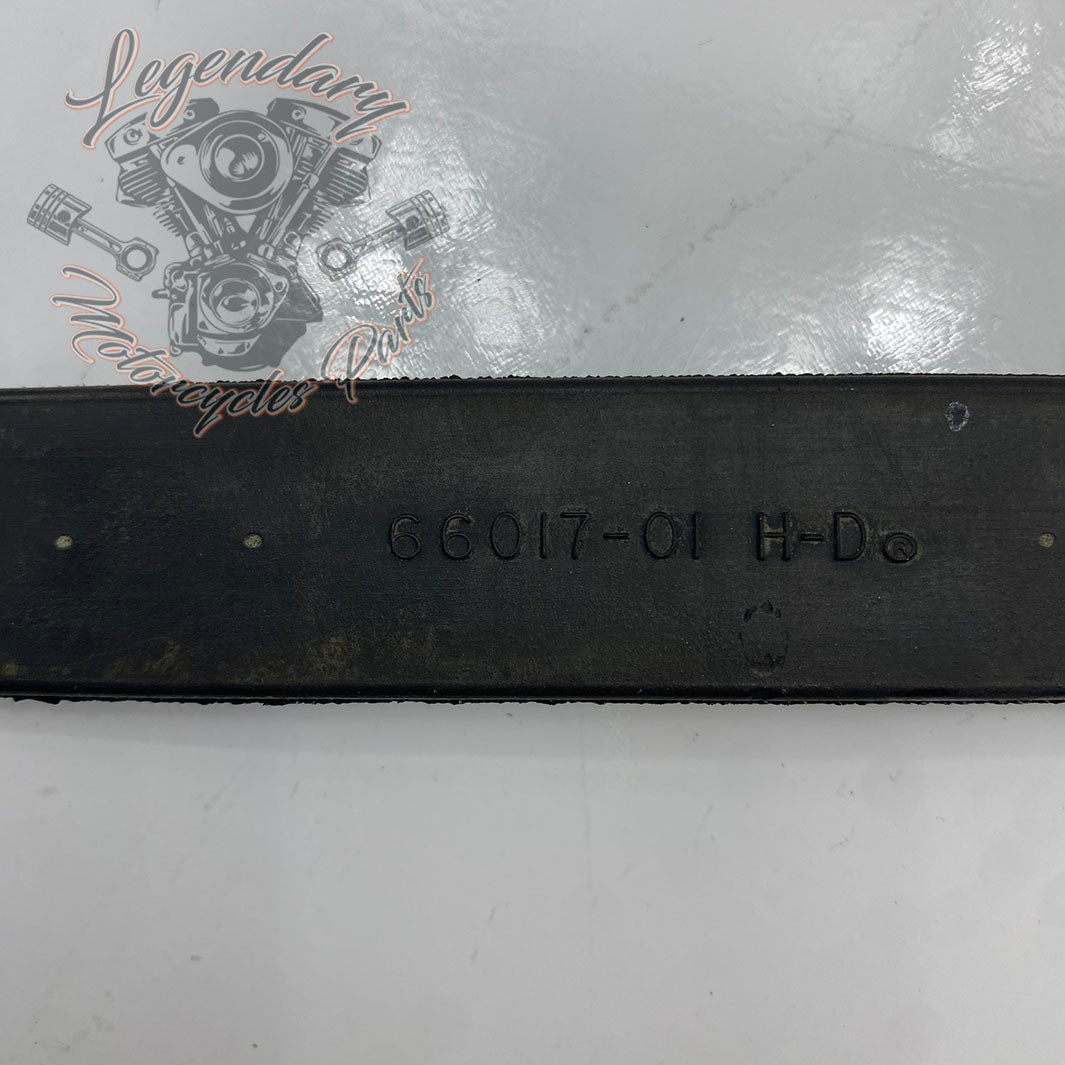 Legendary
Motorcycles Parts
66017-01 H-D®